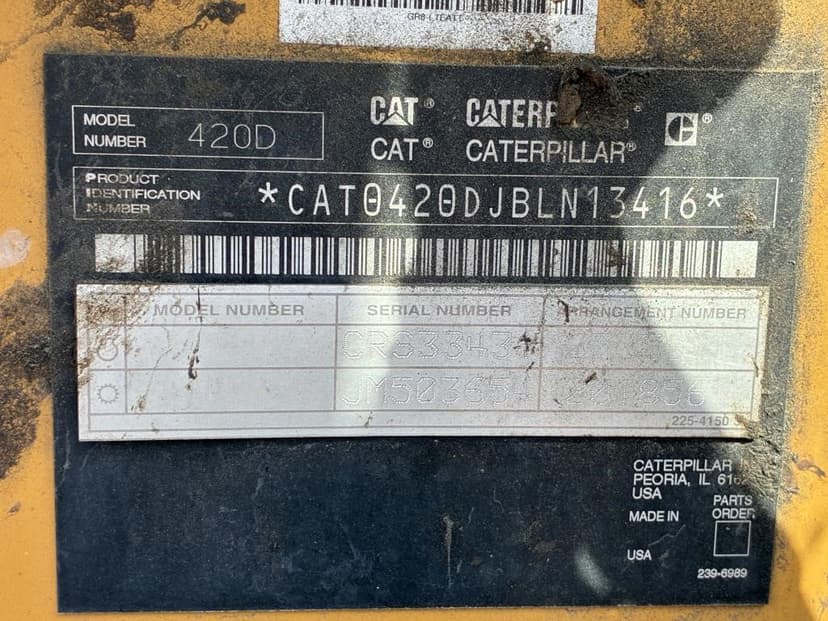 MODEL NUMBER 420D
CAT® CATERPILLAR® ®
CAT® CATERPILLAR®
PRODUCT IDENTIFICATION NUMBER *CAT0420DJBLN13416*
MODEL NUMBER SERIAL NUMBER ARRANGEMENT NUMBER
225-4150
CATERPILLAR
PEORIA, IL
USA
PARTS ORDER
MADE IN
USA
239-6989